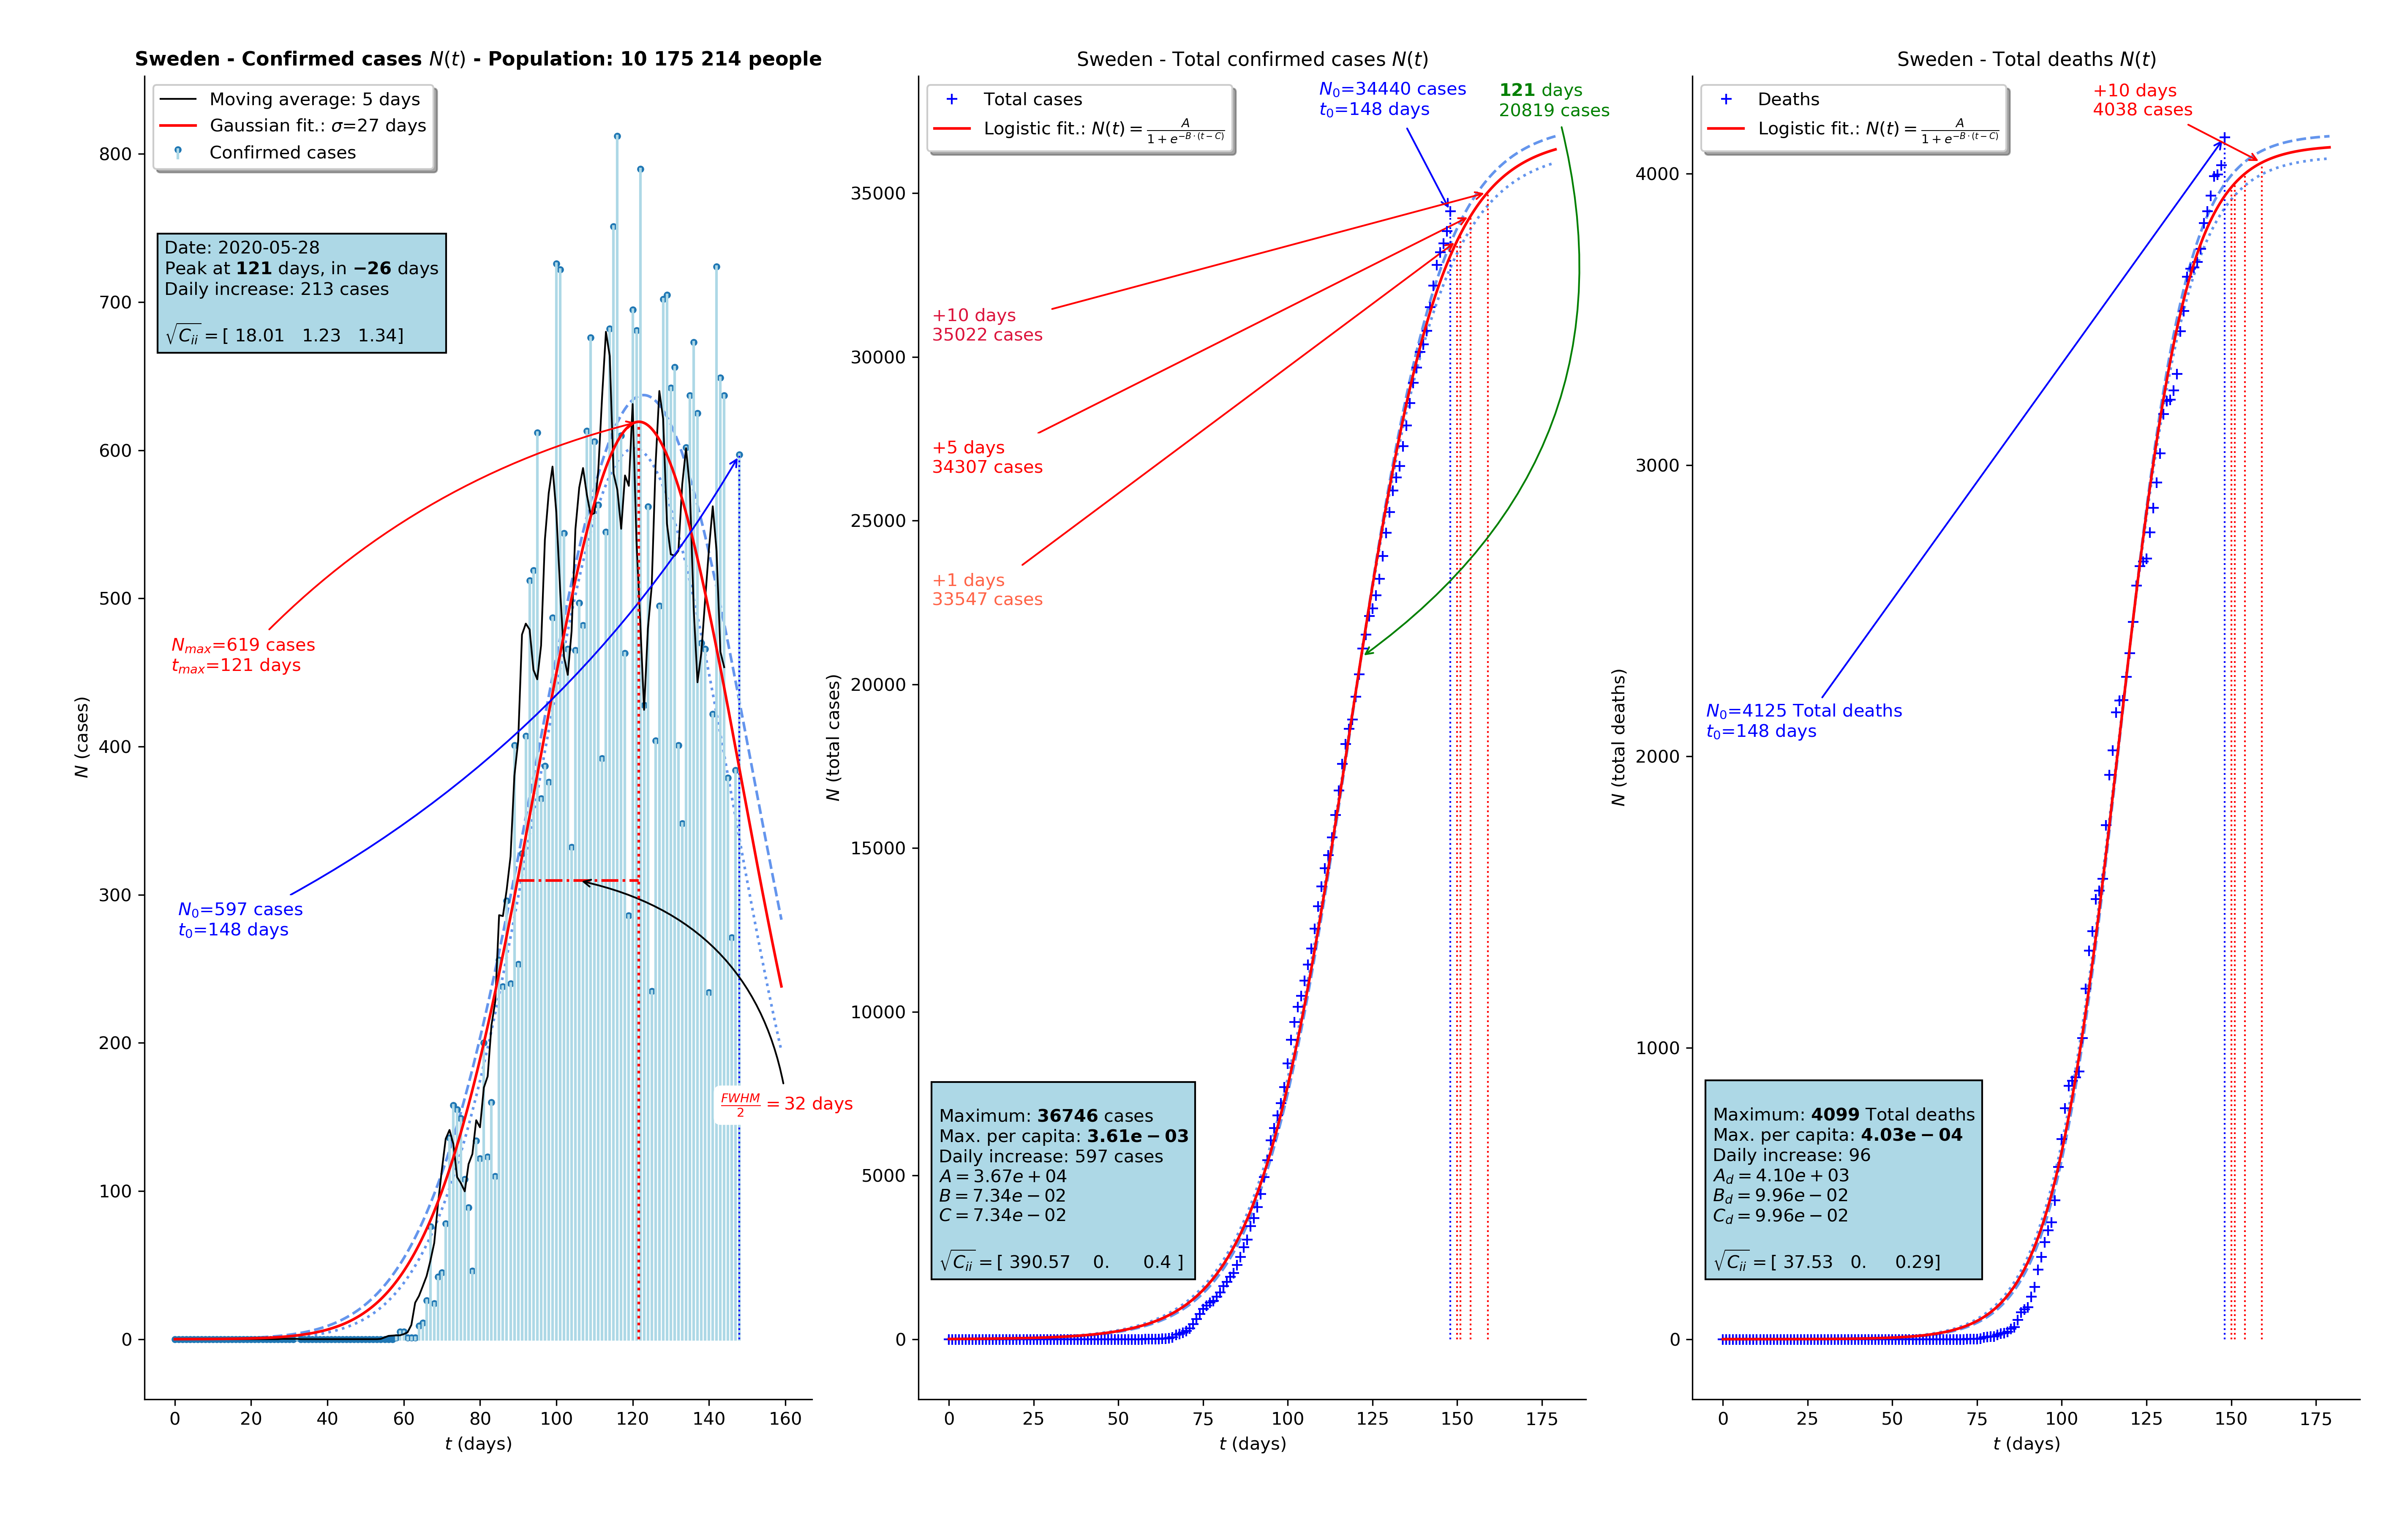 Sweden - Confirmed cases N(t) - Population: 10 175 214 people
Moving average: 5 days
Gaussian fit.: σ=27 days
Confirmed cases
Date: 2020-05-28
Peak at 121 days, in −26 days
Daily increase: 213 cases
√C_ii = [ 18.01 1.23 1.34]
N_max=619 cases
t_max=121 days
N_0=597 cases
t_0=148 days
FWHM/2 = 32 days
N (cases)
800
700
600
500
400
300
200
100
0
0 20 40 60 80 100 120 140 160
t (days)
Sweden - Total confirmed cases N(t)
Total cases
Logistic fit.: N(t) = A/(1 + e^(−B·(t−C)))
N_0=34440 cases
t_0=148 days
121 days
20819 cases
+10 days
35022 cases
+5 days
34307 cases
+1 days
33547 cases
Maximum: 36746 cases
Max. per capita: 3.61e − 03
Daily increase: 597 cases
A = 3.67e + 04
B = 7.34e − 02
C = 7.34e − 02
√C_ii = [ 390.57 0. 0.4 ]
N (total cases)
35000
30000
25000
20000
15000
10000
5000
0
0 25 50 75 100 125 150 175
t (days)
Sweden - Total deaths N(t)
Deaths
Logistic fit.: N(t) = A/(1 + e^(−B·(t−C)))
+10 days
4038 cases
N_0=4125 Total deaths
t_0=148 days
Maximum: 4099 Total deaths
Max. per capita: 4.03e − 04
Daily increase: 96
A_d = 4.10e + 03
B_d = 9.96e − 02
C_d = 9.96e − 02
√C_ii = [ 37.53 0. 0.29]
N (total deaths)
4000
3000
2000
1000
0
0 25 50 75 100 125 150 175
t (days)